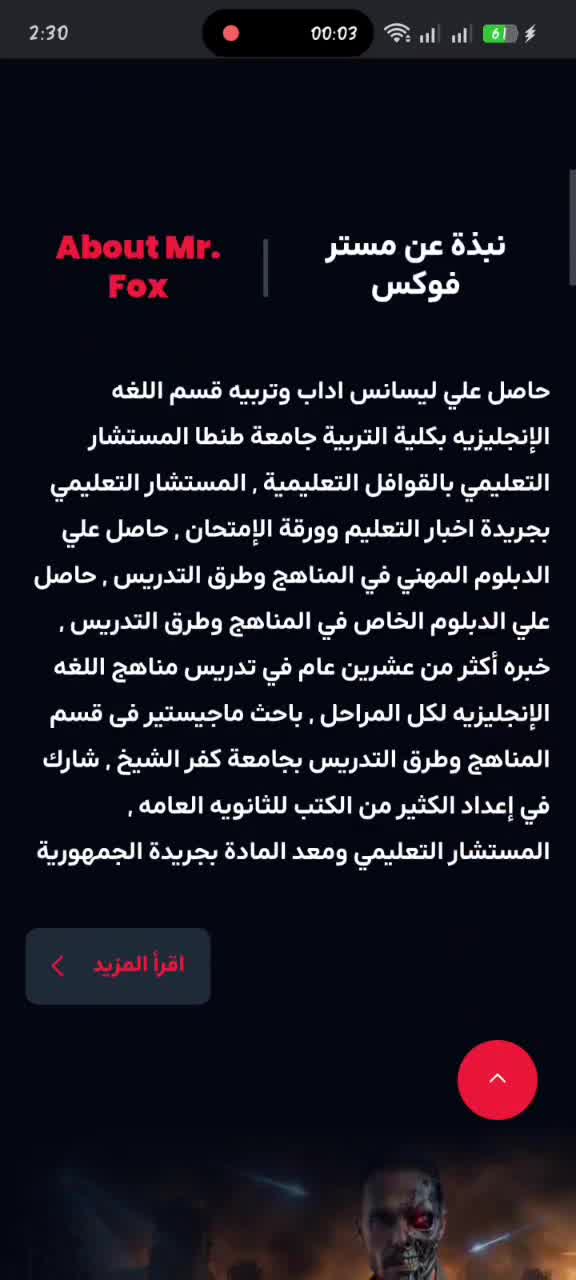 2:30
00:03
61
نبذة عن مستر
فوكس
About Mr.
Fox
حاصل علي ليسانس اداب وتربيه قسم اللغه
الإنجليزيه بكلية التربية جامعة طنطا المستشار
التعليمي بالقوافل التعليمية , المستشار التعليمي
بجريدة اخبار التعليم وورقة الإمتحان , حاصل علي
الدبلوم المهني في المناهج وطرق التدريس , حاصل
علي الدبلوم الخاص في المناهج وطرق التدريس ,
خبره أكثر من عشرين عام في تدريس مناهج اللغه
الإنجليزيه لكل المراحل , باحث ماجيستير فى قسم
المناهج وطرق التدريس بجامعة كفر الشيخ , شارك
في إعداد الكثير من الكتب للثانويه العامه ,
المستشار التعليمي ومعد المادة بجريدة الجمهورية
اقرأ المزيد